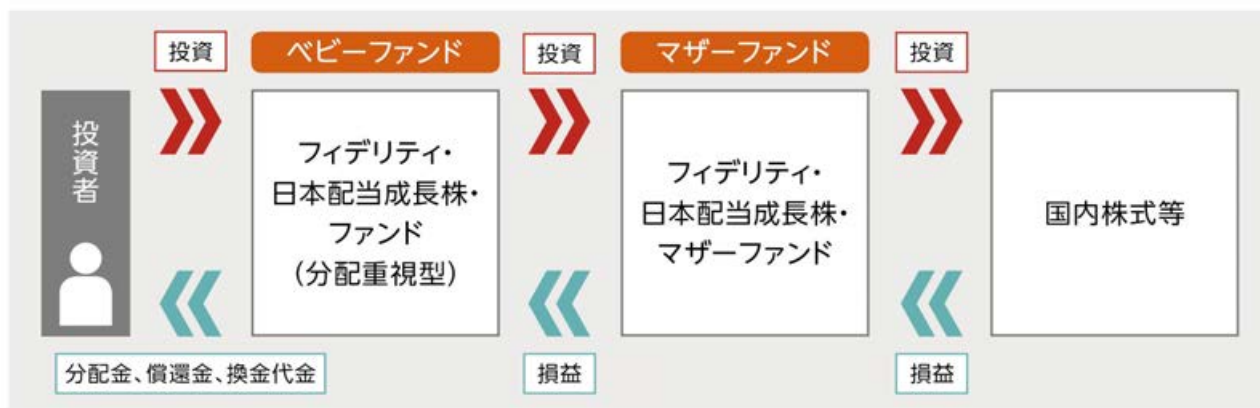 投資
ベビーファンド
投資
マザーファンド
投資
投資者
フィデリティ・
日本配当成長株・
ファンド
(分配重視型)
フィデリティ・
日本配当成長株・
マザーファンド
国内株式等
分配金、償還金、換金代金
損益
損益